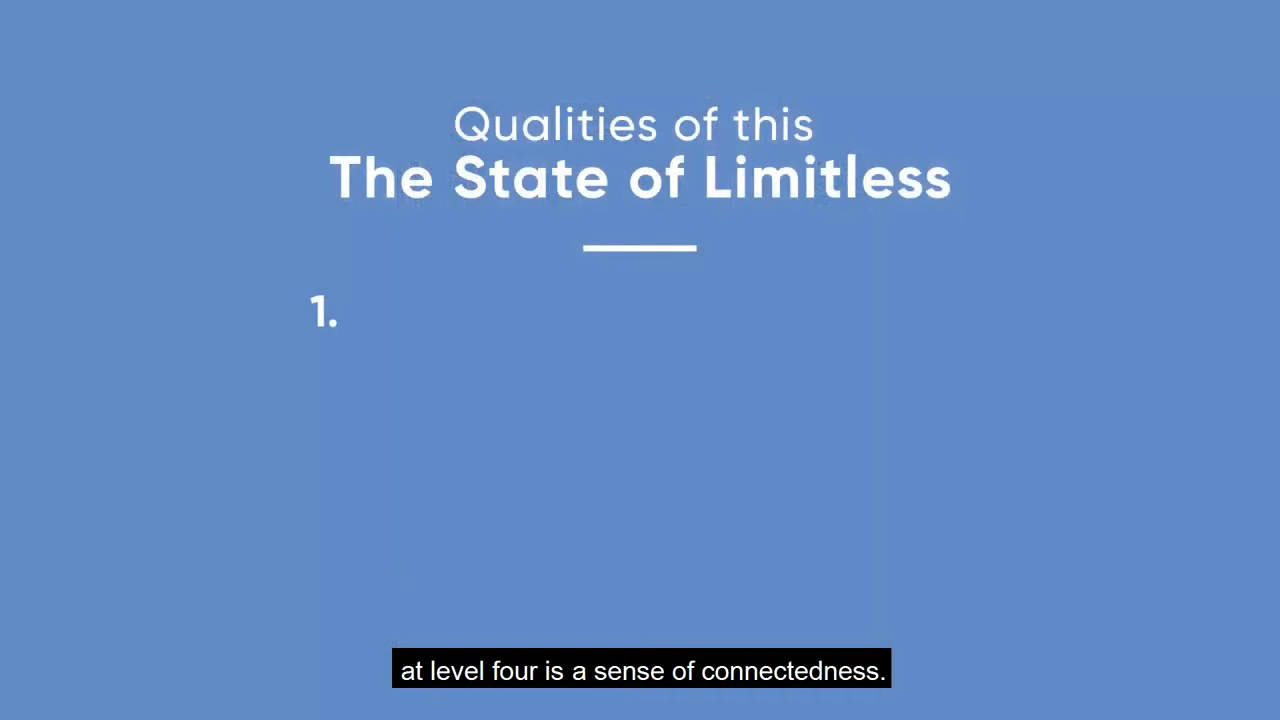 Qualities of this
The State of Limitless
1.
at level four is a sense of connectedness.